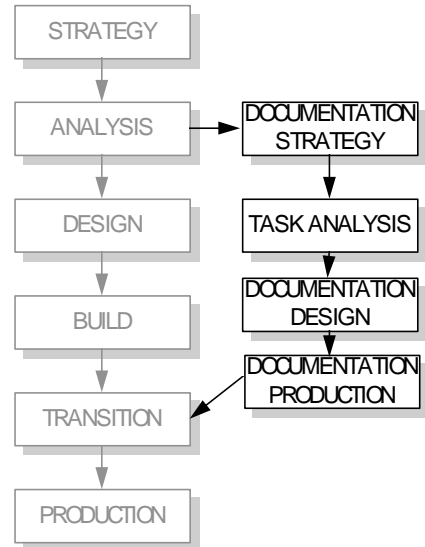 STRATEGY
ANALYSIS
DOCUMENTATION
STRATEGY
DESIGN
TASK ANALYSIS
BUILD
DOCUMENTATION
DESIGN
TRANSITION
DOCUMENTATION
PRODUCTION
PRODUCTION